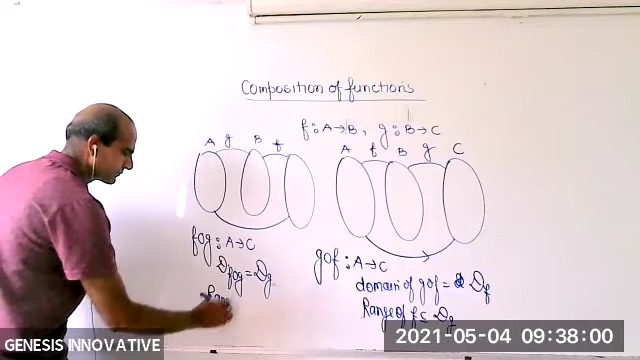 Composition of functions
f : A→B, g : B→C
A g B f
A f B g C
fog : A→C
gof : A→C
D fog = Dg
domain of gof = Df
Range of f ⊆ Dg
Ran
GENESIS INNOVATIVE
2021-05-04 09:38:00